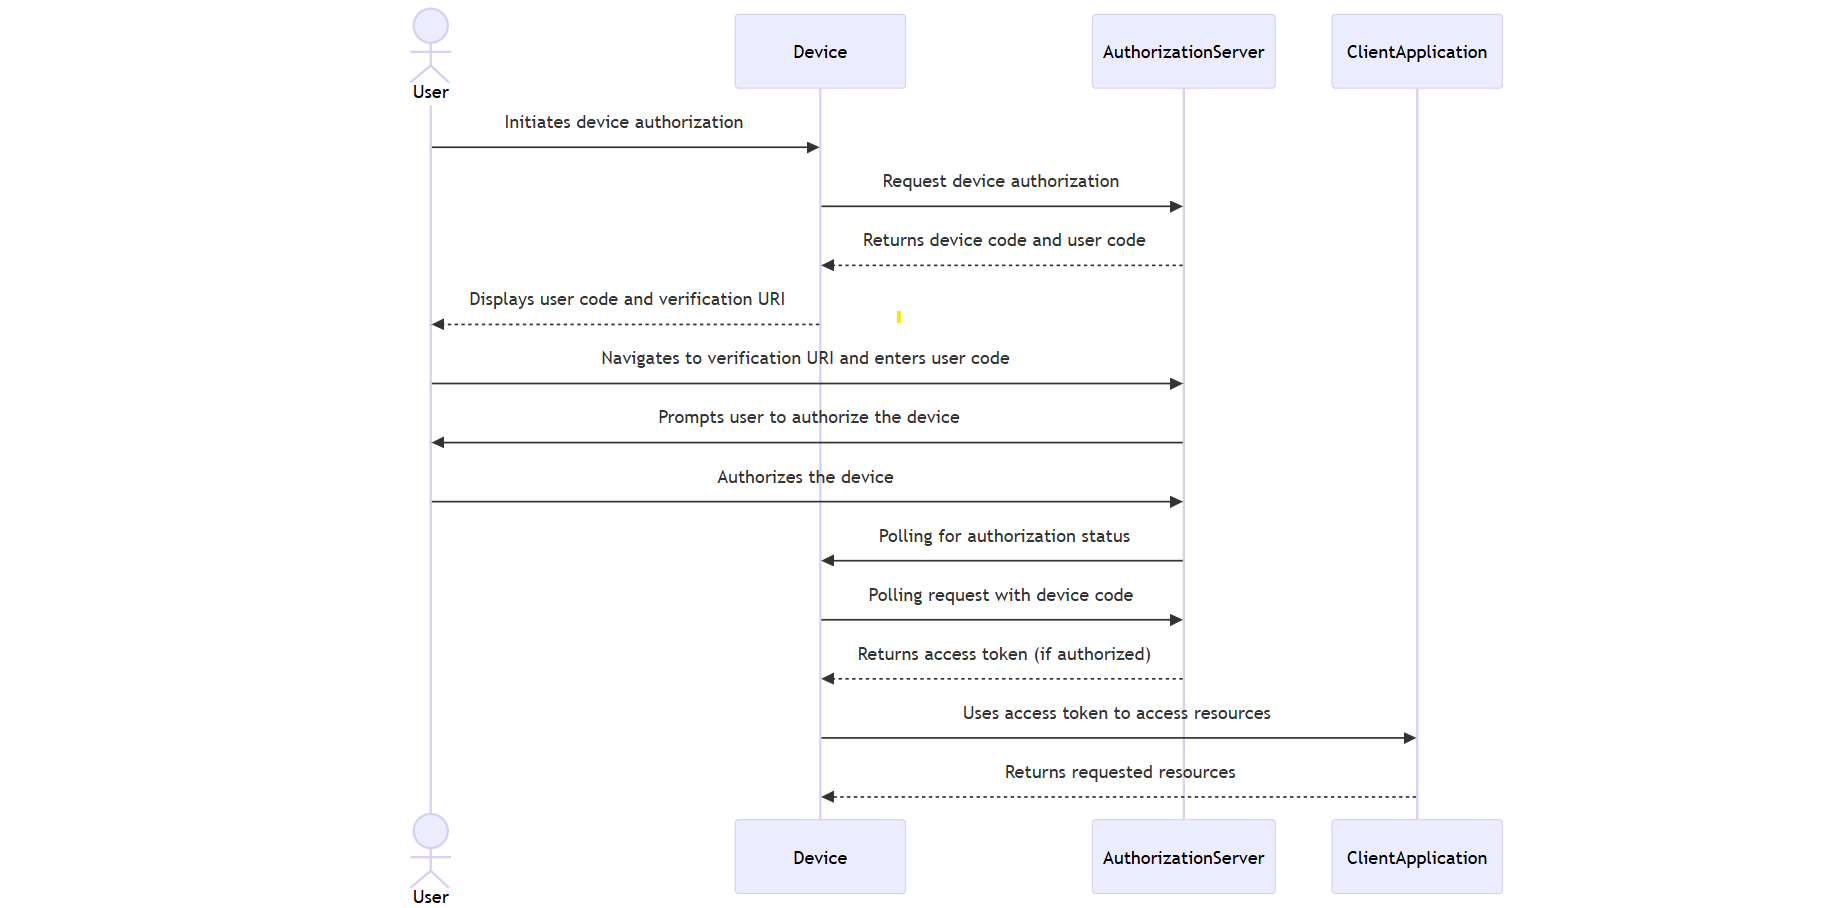 User
Device
AuthorizationServer
ClientApplication
Initiates device authorization
Request device authorization
Returns device code and user code
Displays user code and verification URI
Navigates to verification URI and enters user code
Prompts user to authorize the device
Authorizes the device
Polling for authorization status
Polling request with device code
Returns access token (if authorized)
Uses access token to access resources
Returns requested resources
User
Device
AuthorizationServer
ClientApplication